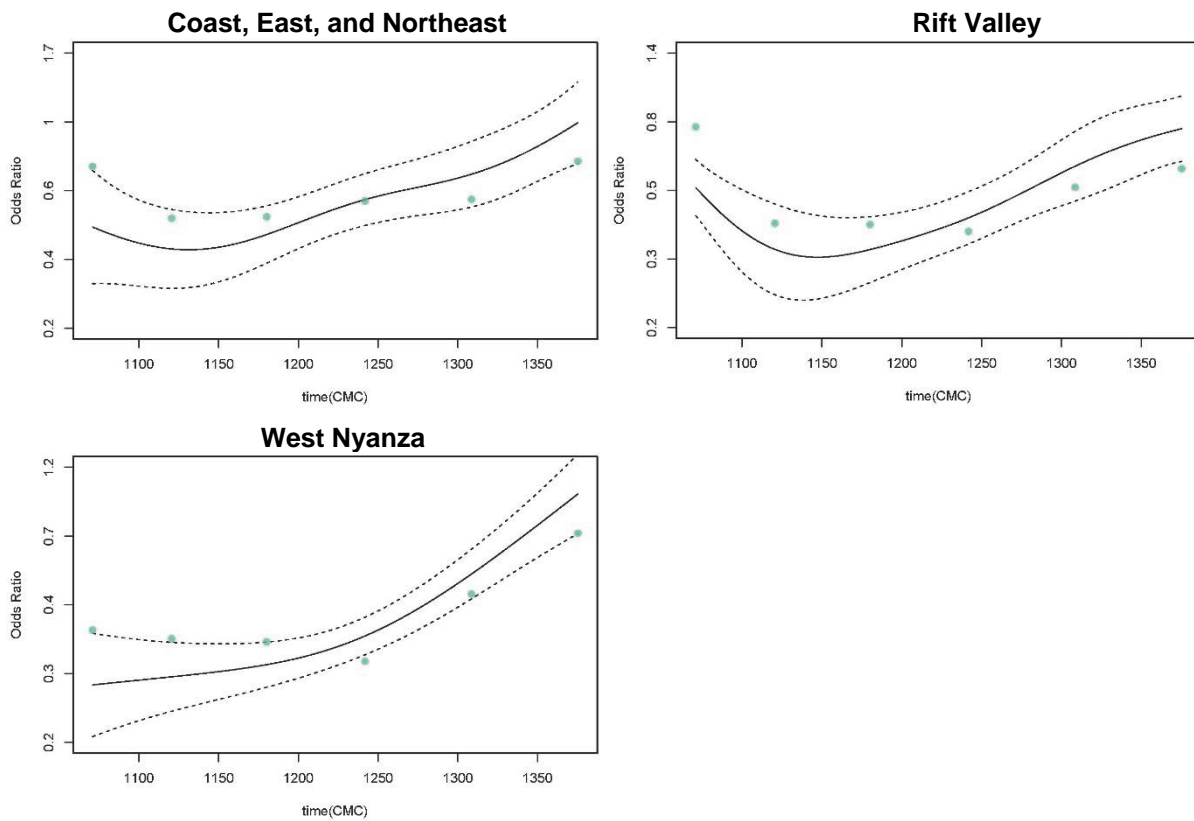 Coast, East, and Northeast
Odds Ratio
1.7
1
0.6
0.4
0.2
1100 1150 1200 1250 1300 1350
time(CMC)
Rift Valley
Odds Ratio
1.4
0.8
0.5
0.3
0.2
1100 1150 1200 1250 1300 1350
time(CMC)
West Nyanza
Odds Ratio
1.2
0.7
0.4
0.3
0.2
1100 1150 1200 1250 1300 1350
time(CMC)